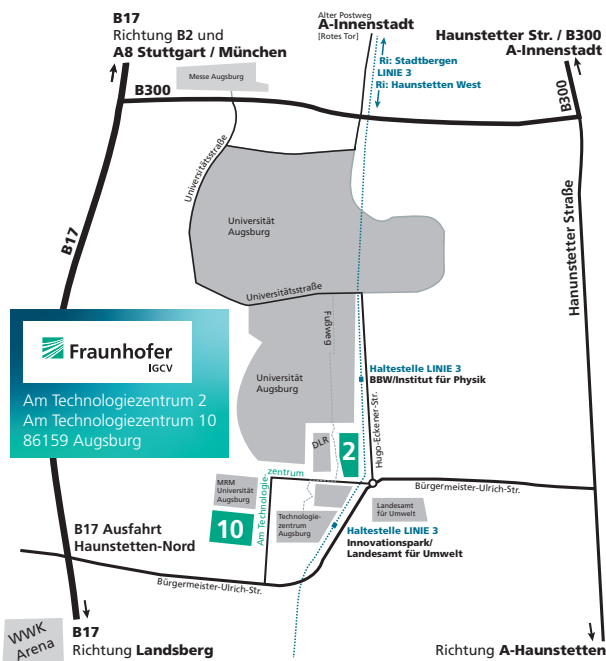 B17
Richtung B2 und
A8 Stuttgart / München
Alter Postweg
A-Innenstadt
[Rotes Tor]
Haunstetter Str. / B300
A-Innenstadt
Ri: Stadtbergen
LINIE 3
Ri: Haunstetten West
Messe Augsburg
B300
B300
Universitätsstraße
Hanunstetter Straße
Universität
Augsburg
B17
Universitätsstraße
Fußweg
Fraunhofer
IGCV
Am Technologiezentrum 2
Am Technologiezentrum 10
86159 Augsburg
Universität
Augsburg
Haltestelle LINIE 3
BBW/Institut für Physik
Hugo-Eckener-Str.
DLR
2
Am Technologie-
zentrum
MRM
Universität
Augsburg
10
Technologie-
zentrum
Augsburg
Bürgermeister-Ulrich-Str.
Landesamt
für Umwelt
Haltestelle LINIE 3
Innovationspark/
Landesamt für Umwelt
B17 Ausfahrt
Haunstetten-Nord
Bürgermeister-Ulrich-Str.
WWK
Arena
B17
Richtung Landsberg
Richtung A-Haunstetten